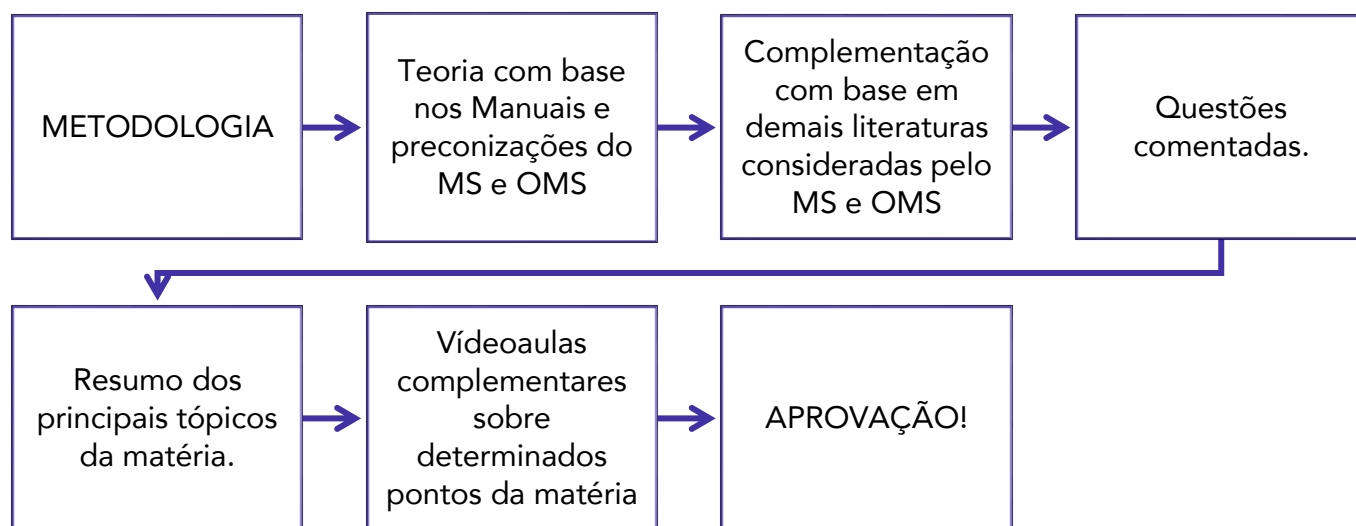 METODOLOGIA
Teoria com base
nos Manuais e
preconizações do
MS e OMS
Complementação
com base em
demais literaturas
consideradas pelo
MS e OMS
Questões
comentadas.
Resumo dos
principais tópicos
da matéria.
Vídeoaulas
complementares
sobre
determinados
pontos da matéria
APROVAÇÃO!